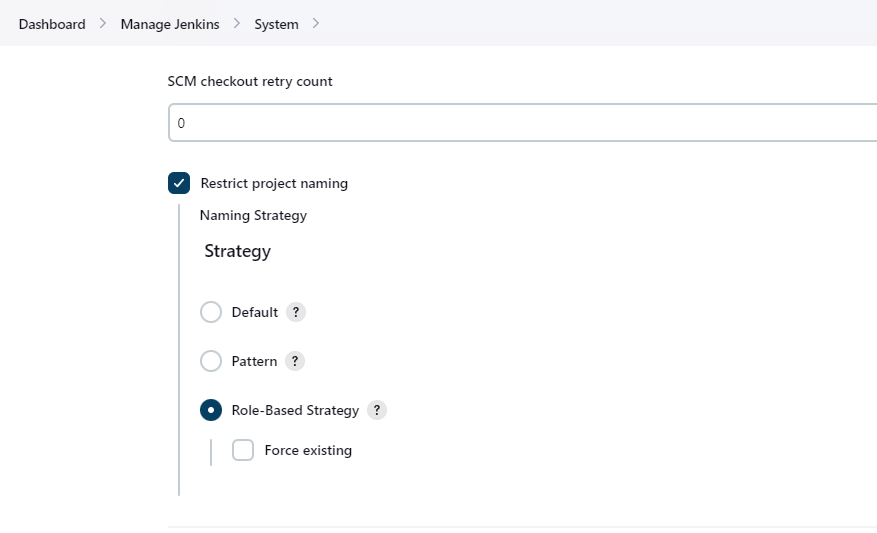 Dashboard > Manage Jenkins > System >
SCM checkout retry count
0
Restrict project naming
Naming Strategy
Strategy
Default ?
Pattern ?
Role-Based Strategy ?
Force existing